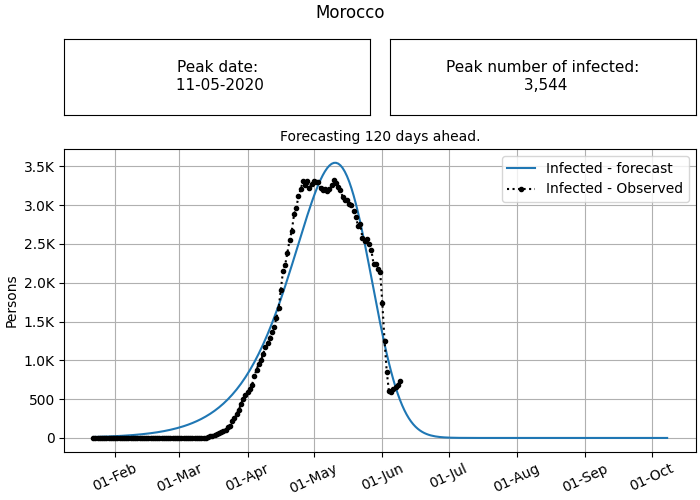 Morocco
Peak date:
11-05-2020
Peak number of infected:
3,544
Forecasting 120 days ahead.
Infected - forecast
Infected - Observed
Persons
3.5K
3.0K
2.5K
2.0K
1.5K
1.0K
500
0
01-Feb
01-Mar
01-Apr
01-May
01-Jun
01-Jul
01-Aug
01-Sep
01-Oct